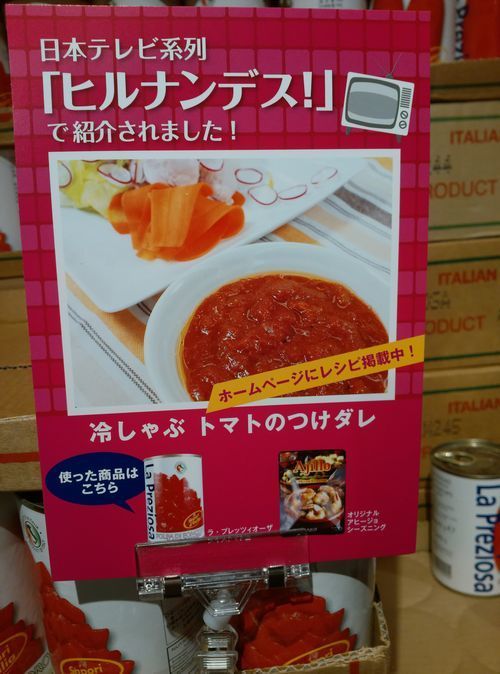 日本テレビ系列
「ヒルナンデス!」
で紹介されました!
ホームページにレシピ掲載中!
冷しゃぶ トマトのつけダレ
使った商品は
こちら
La Preziosa
Ajillo
ラ・プレッツィオーザ
オリジナル
アヒージョ
シーズニング
ITALIAN
PRODUCT
ITALIAN
PRODUCT
ITALIAN
La Preziosa
Sapori